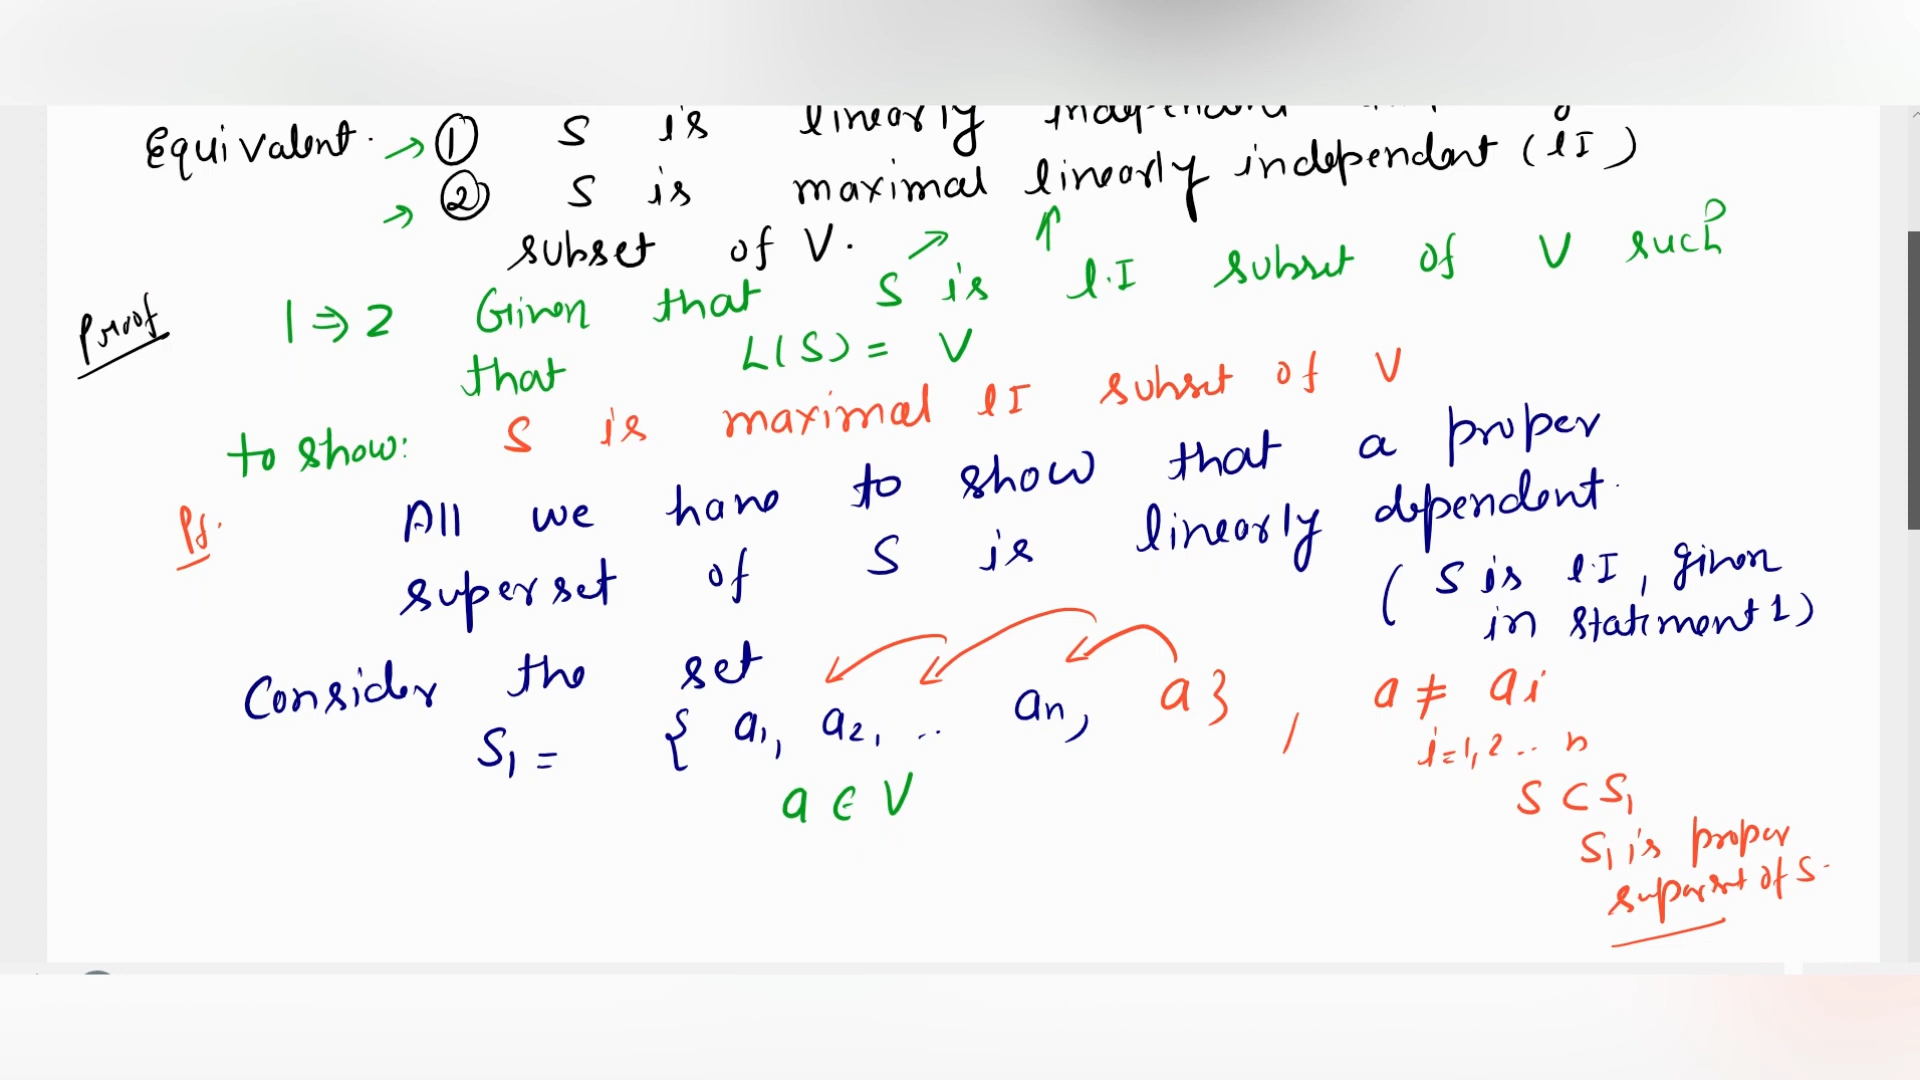 Equivalent. → ① S is linearly
→ ② S is maximal linearly independent (lI)
subset of V.
Proof 1 ⇒ 2 Given that S is l.I subset of V such
that L(S) = V
to show: S is maximal lI subset of V
Pf. All we have to show that a proper
superset of S is linearly dependent.
( S is l.I, given
in statement 1)
Consider the set
S₁ = { a₁, a₂, .. aₙ, a } , a ≠ aᵢ
i=1,2 .. n
a ∈ V
S ⊂ S₁
S₁ is proper
superset of S.